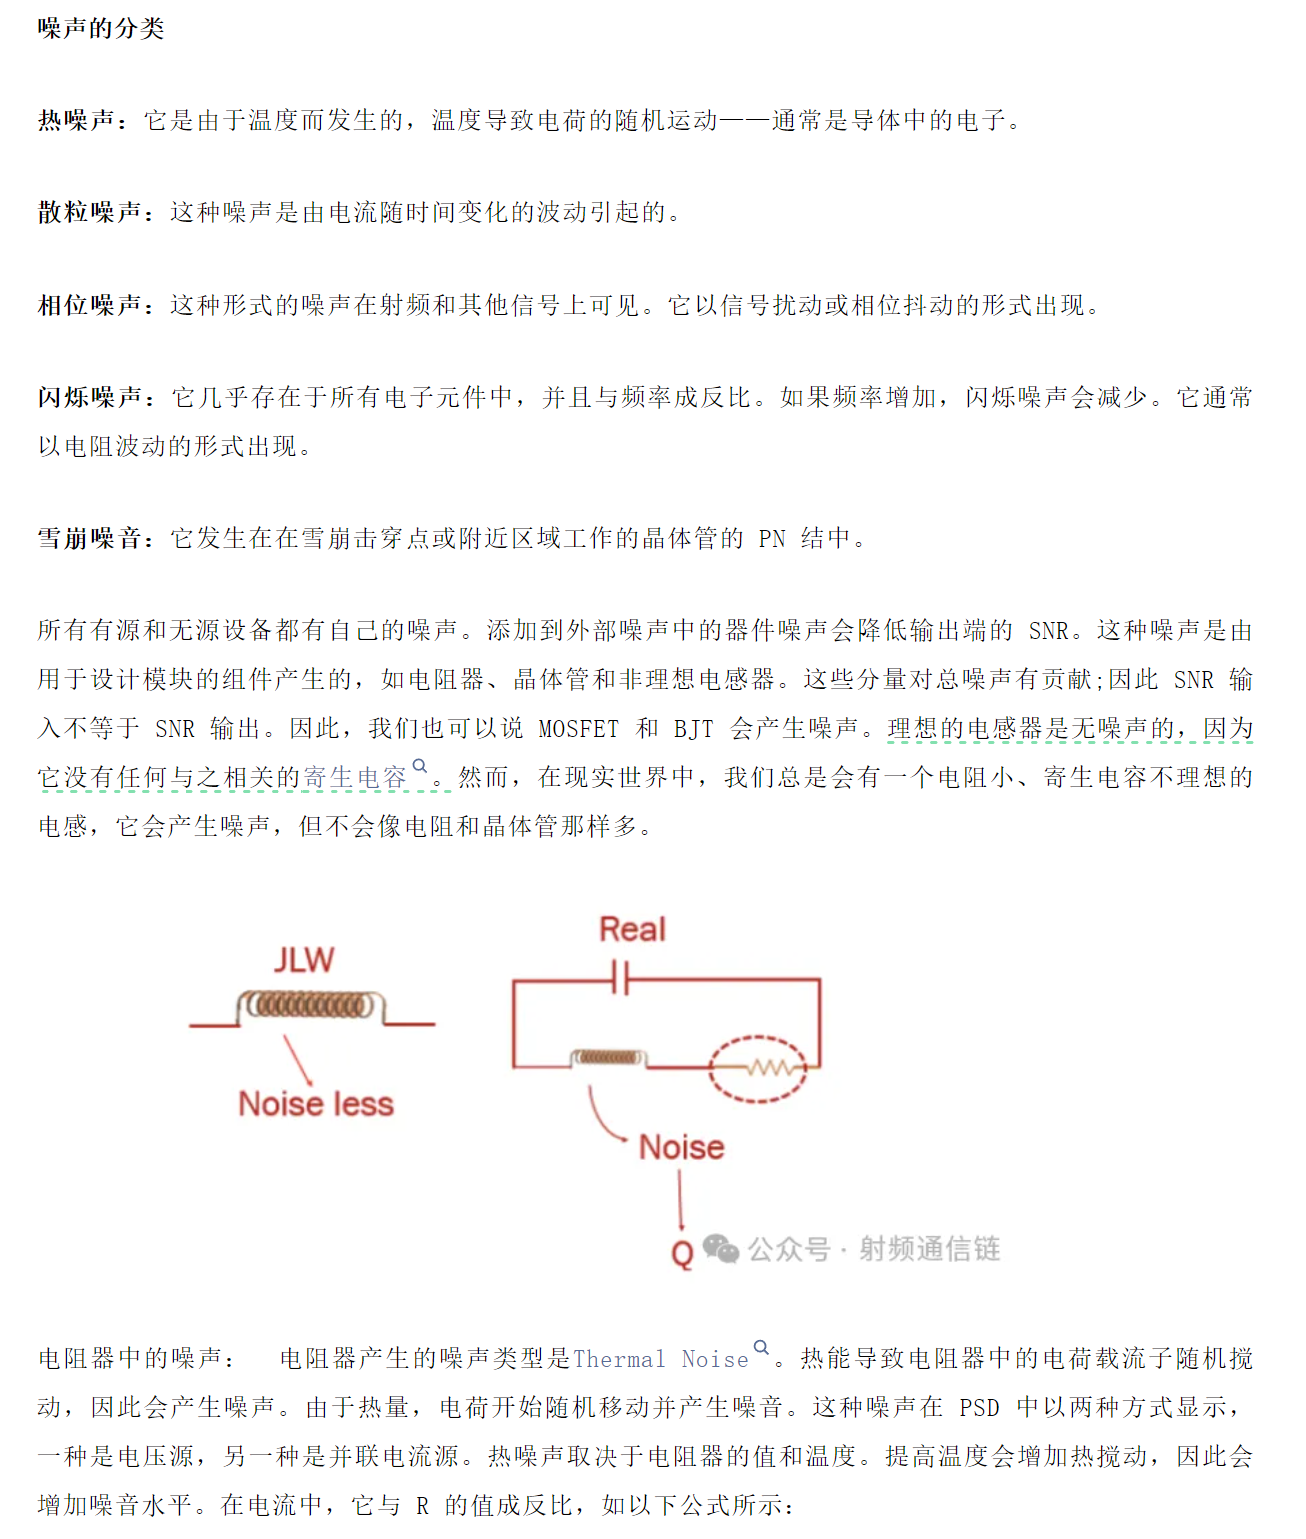 噪声的分类
热噪声：它是由于温度而发生的，温度导致电荷的随机运动——通常是导体中的电子。
散粒噪声：这种噪声是由电流随时间变化的波动引起的。
相位噪声：这种形式的噪声在射频和其他信号上可见。它以信号扰动或相位抖动的形式出现。
闪烁噪声：它几乎存在于所有电子元件中，并且与频率成反比。如果频率增加，闪烁噪声会减少。它通常
以电阻波动的形式出现。
雪崩噪音：它发生在在雪崩击穿点或附近区域工作的晶体管的 PN 结中。
所有有源和无源设备都有自己的噪声。添加到外部噪声中的器件噪声会降低输出端的 SNR。这种噪声是由
用于设计模块的组件产生的，如电阻器、晶体管和非理想电感器。这些分量对总噪声有贡献;因此 SNR 输
入不等于 SNR 输出。因此，我们也可以说 MOSFET 和 BJT 会产生噪声。理想的电感器是无噪声的，因为
它没有任何与之相关的寄生电容。然而，在现实世界中，我们总是会有一个电阻小、寄生电容不理想的
电感，它会产生噪声，但不会像电阻和晶体管那样多。
Real
JLW
Noise less
Noise
Q
公众号·射频通信链
电阻器中的噪声： 电阻器产生的噪声类型是Thermal Noise。热能导致电阻器中的电荷载流子随机搅
动，因此会产生噪声。由于热量，电荷开始随机移动并产生噪音。这种噪声在 PSD 中以两种方式显示，
一种是电压源，另一种是并联电流源。热噪声取决于电阻器的值和温度。提高温度会增加热搅动，因此会
增加噪音水平。在电流中，它与 R 的值成反比，如以下公式所示：